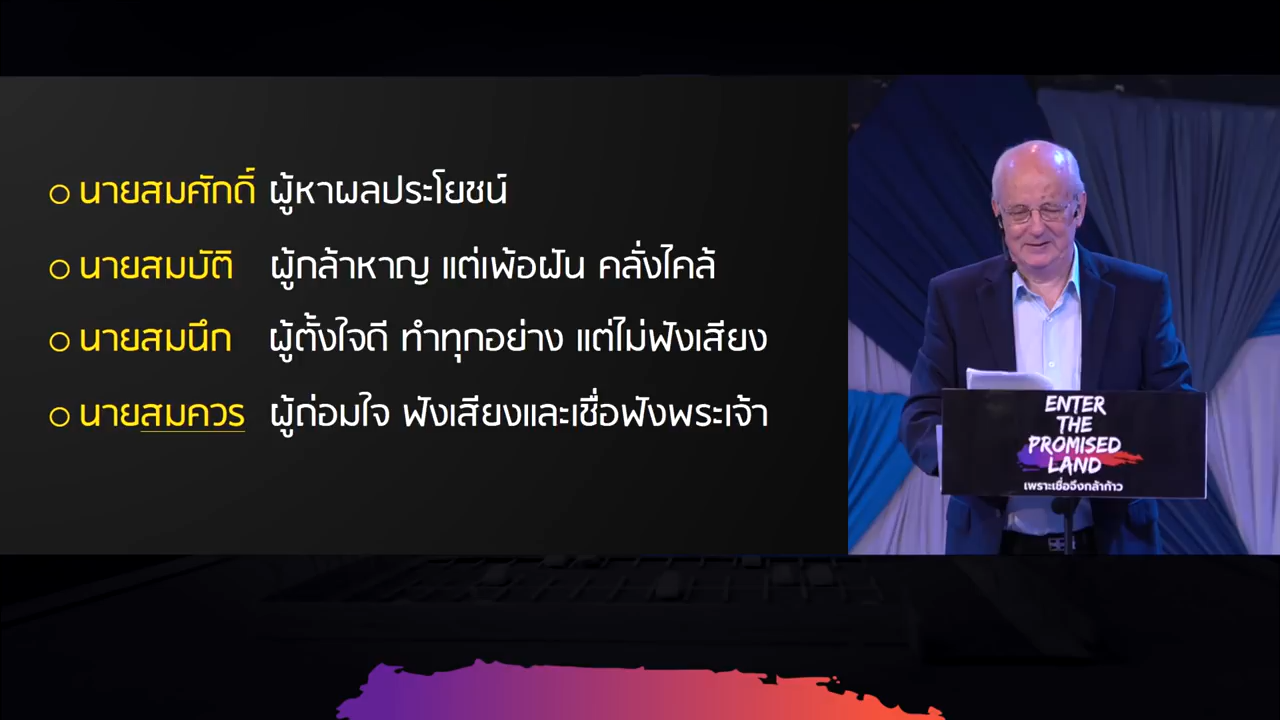 นายสมศักดิ์ ผู้หาผลประโยชน์
นายสมบัติ ผู้กล้าหาญ แต่เพ้อฝัน คลั่งไคล้
นายสมนึก ผู้ตั้งใจดี ทำทุกอย่าง แต่ไม่ฟังเสียง
นายสมควร ผู้ถ่อมใจ ฟังเสียงและเชื่อฟังพระเจ้า
ENTER
THE
PROMISED
LAND
เพราะเชื่อจึงกล้าก้าว